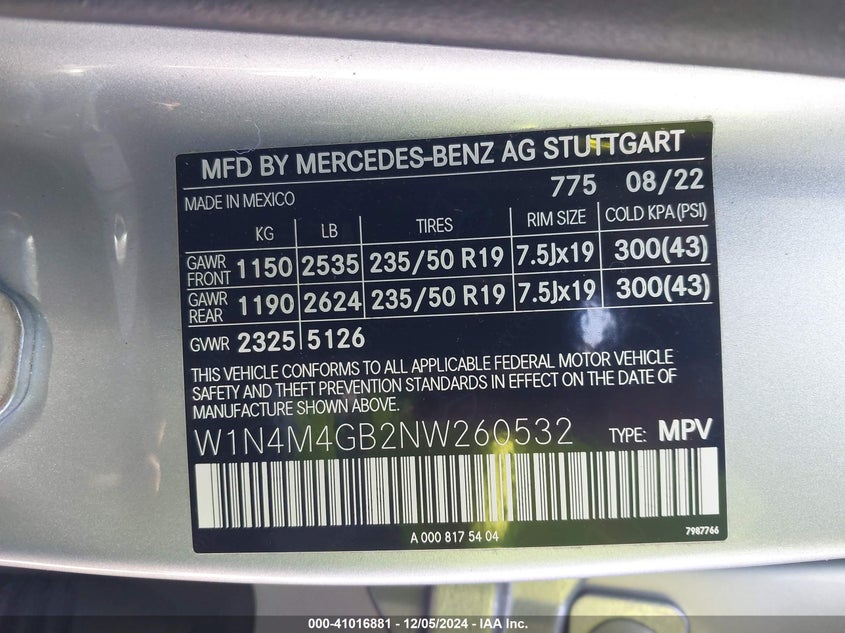 MFD BY MERCEDES-BENZ AG STUTTGART
775 08/22
MADE IN MEXICO
KG LB TIRES RIM SIZE COLD KPA (PSI)
GAWR FRONT 1150 2535 235/50 R19 7.5Jx19 300(43)
GAWR REAR 1190 2624 235/50 R19 7.5Jx19 300(43)
GVWR 2325 5126
THIS VEHICLE CONFORMS TO ALL APPLICABLE FEDERAL MOTOR VEHICLE
SAFETY AND THEFT PREVENTION STANDARDS IN EFFECT ON THE DATE OF
MANUFACTURE SHOWN ABOVE.
W1N4M4GB2NW260532 TYPE: MPV
A 000 817 54 04 7987766
000-41016881 - 12/05/2024 - IAA Inc.